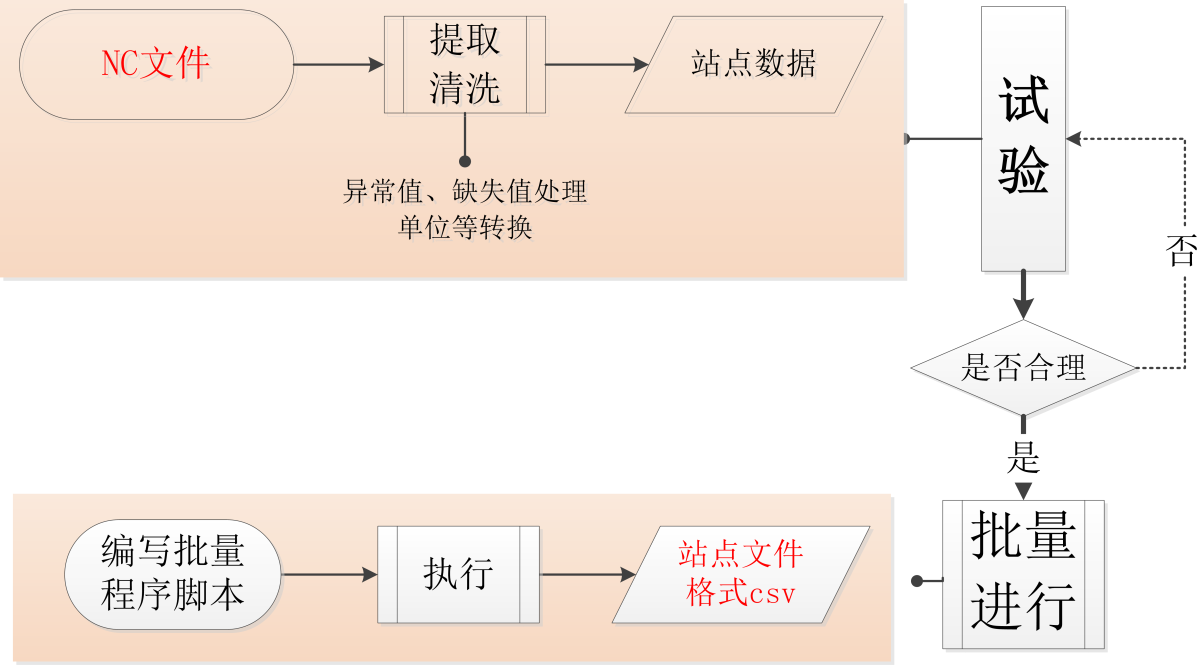 NC文件
提取
清洗
站点数据
异常值、缺失值处理
单位等转换
试
验
否
是否合理
是
批量
进行
编写批量
程序脚本
执行
站点文件
格式csv